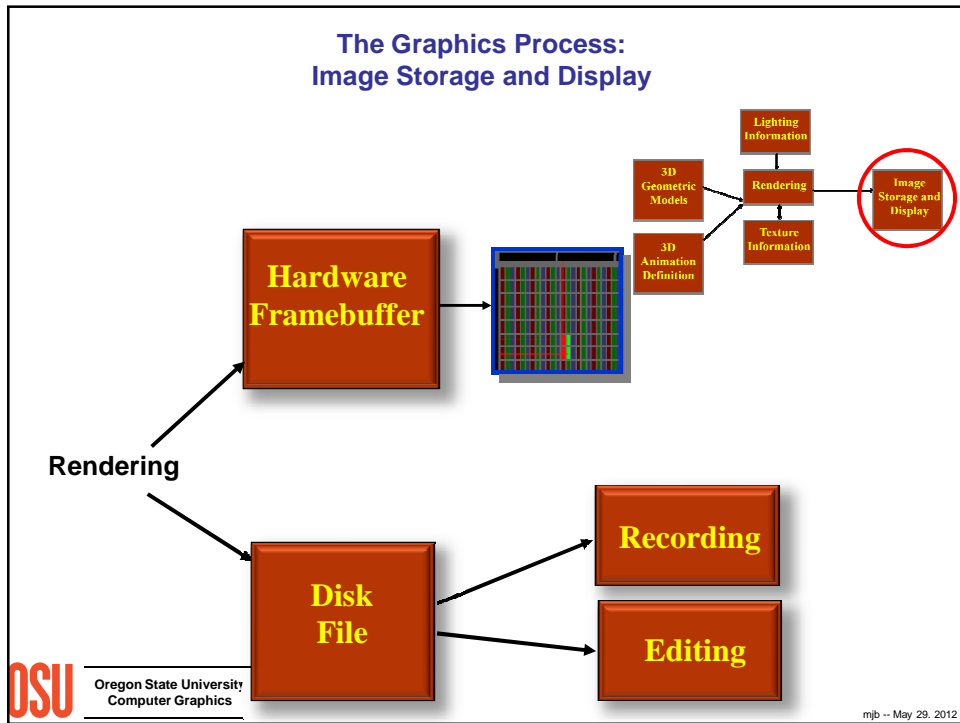 The Graphics Process:
Image Storage and Display
Lighting
Information
3D
Geometric
Models
Rendering
Image
Storage and
Display
3D
Animation
Definition
Texture
Information
Hardware
Framebuffer
Rendering
Disk
File
Recording
Editing
OSU
Oregon State University
Computer Graphics
mjb -- May 29. 2012